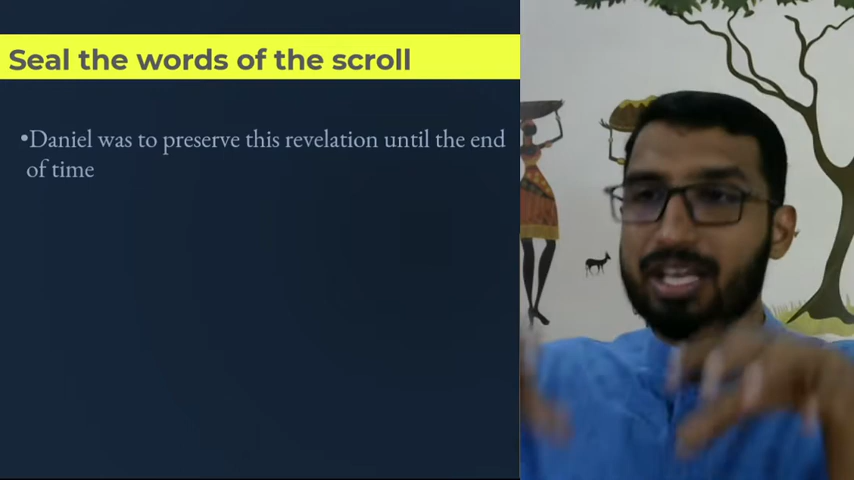 Seal the words of the scroll
•Daniel was to preserve this revelation until the end
of time